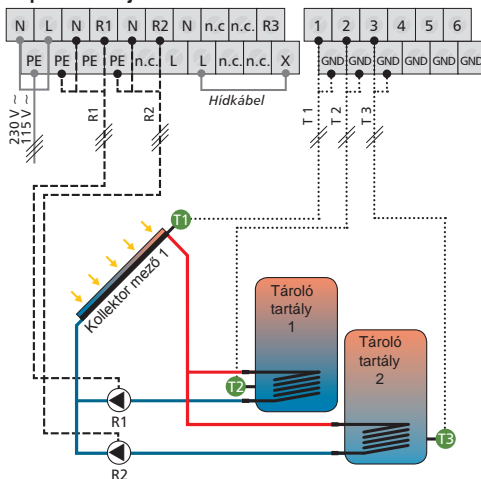 N L N R1 N R2 N n.c. n.c. R3
1 2 3 4 5 6
PE PE PE PE n.c. L L n.c. n.c. X
GND GND GND GND GND GND
Hídkábel
230 V ~
115 V ~
R1
R2
T 1
T 2
T 3
T1
Kollektor mező 1
Tároló
tartály
1
Tároló
tartály
2
T2
T3
R1
R2